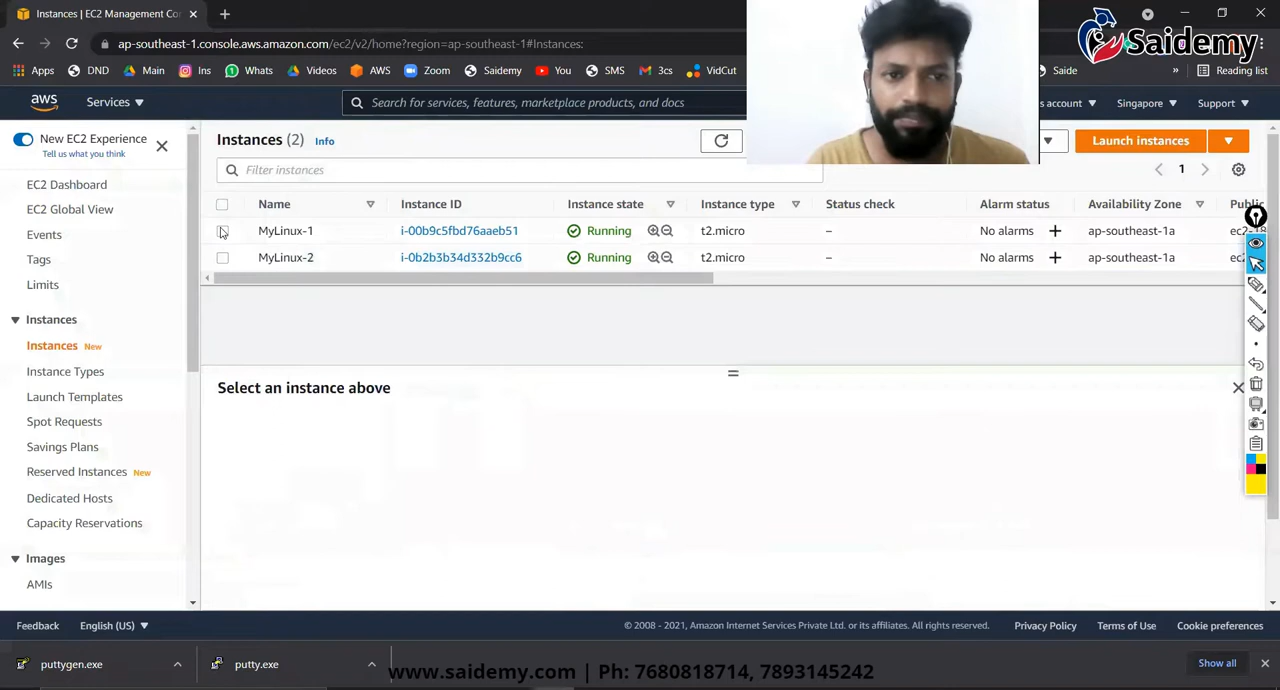 Instances | EC2 Management Co
ap-southeast-1.console.aws.amazon.com/ec2/v2/home?region=ap-southeast-1#Instances:
Saidemy
Apps DND Main Ins Whats Videos AWS Zoom Saidemy You SMS 3cs VidCut Saide » Reading list
aws Services Search for services, features, marketplace products, and docs s account Singapore Support
New EC2 Experience
Tell us what you think
EC2 Dashboard
EC2 Global View
Events
Tags
Limits
Instances
Instances New
Instance Types
Launch Templates
Spot Requests
Savings Plans
Reserved Instances New
Dedicated Hosts
Capacity Reservations
Images
AMIs
Instances (2) Info
Launch instances
Filter instances
1
Name Instance ID Instance state Instance type Status check Alarm status Availability Zone Public
MyLinux-1 i-00b9c5fbd76aaeb51 Running t2.micro – No alarms + ap-southeast-1a ec2-18
MyLinux-2 i-0b2b3b34d332b9cc6 Running t2.micro – No alarms + ap-southeast-1a
Select an instance above
Feedback English (US) © 2008 - 2021, Amazon Internet Services Private Ltd. or its affiliates. All rights reserved. Privacy Policy Terms of Use Cookie preferences
puttygen.exe putty.exe Show all
www.saidemy.com | Ph: 7680818714, 7893145242